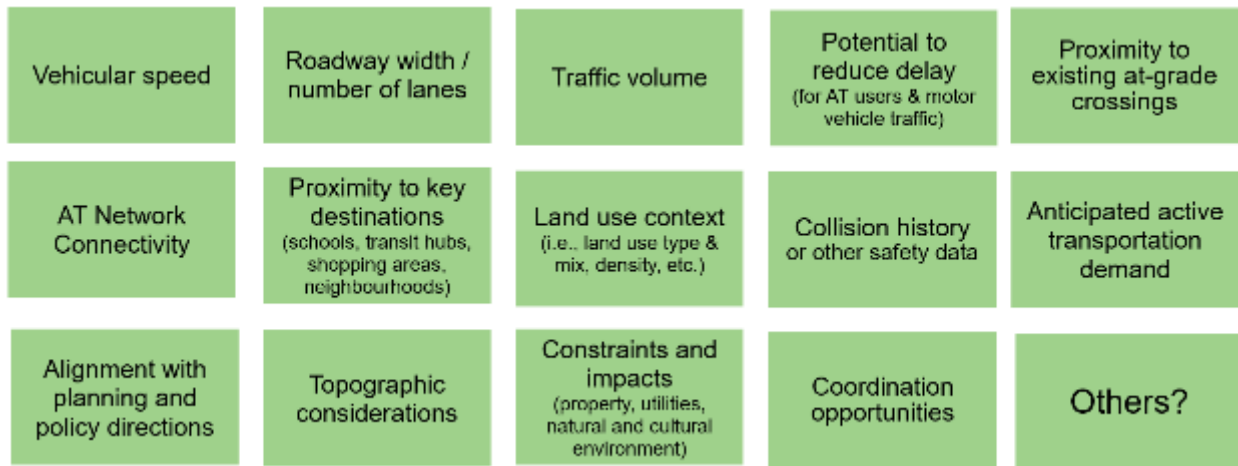 Vehicular speed
Roadway width /
number of lanes
Traffic volume
Potential to
reduce delay
(for AT users & motor
vehicle traffic)
Proximity to
existing at-grade
crossings
AT Network
Connectivity
Proximity to key
destinations
(schools, transit hubs,
shopping areas,
neighbourhoods)
Land use context
(i.e., land use type &
mix, density, etc.)
Collision history
or other safety data
Anticipated active
transportation
demand
Alignment with
planning and
policy directions
Topographic
considerations
Constraints and
impacts
(property, utilities,
natural and cultural
environment)
Coordination
opportunities
Others?